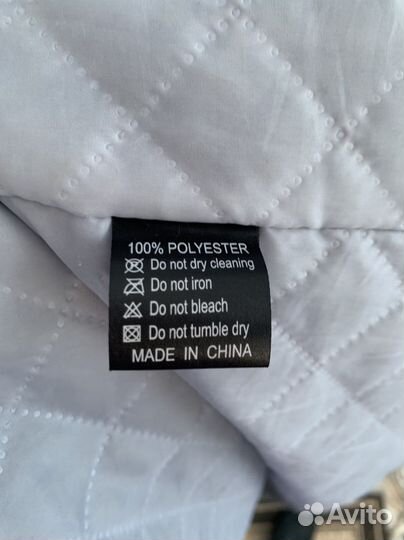 100% POLYESTER
Do not dry cleaning
Do not iron
Do not bleach
Do not tumble dry
MADE IN CHINA
Avito